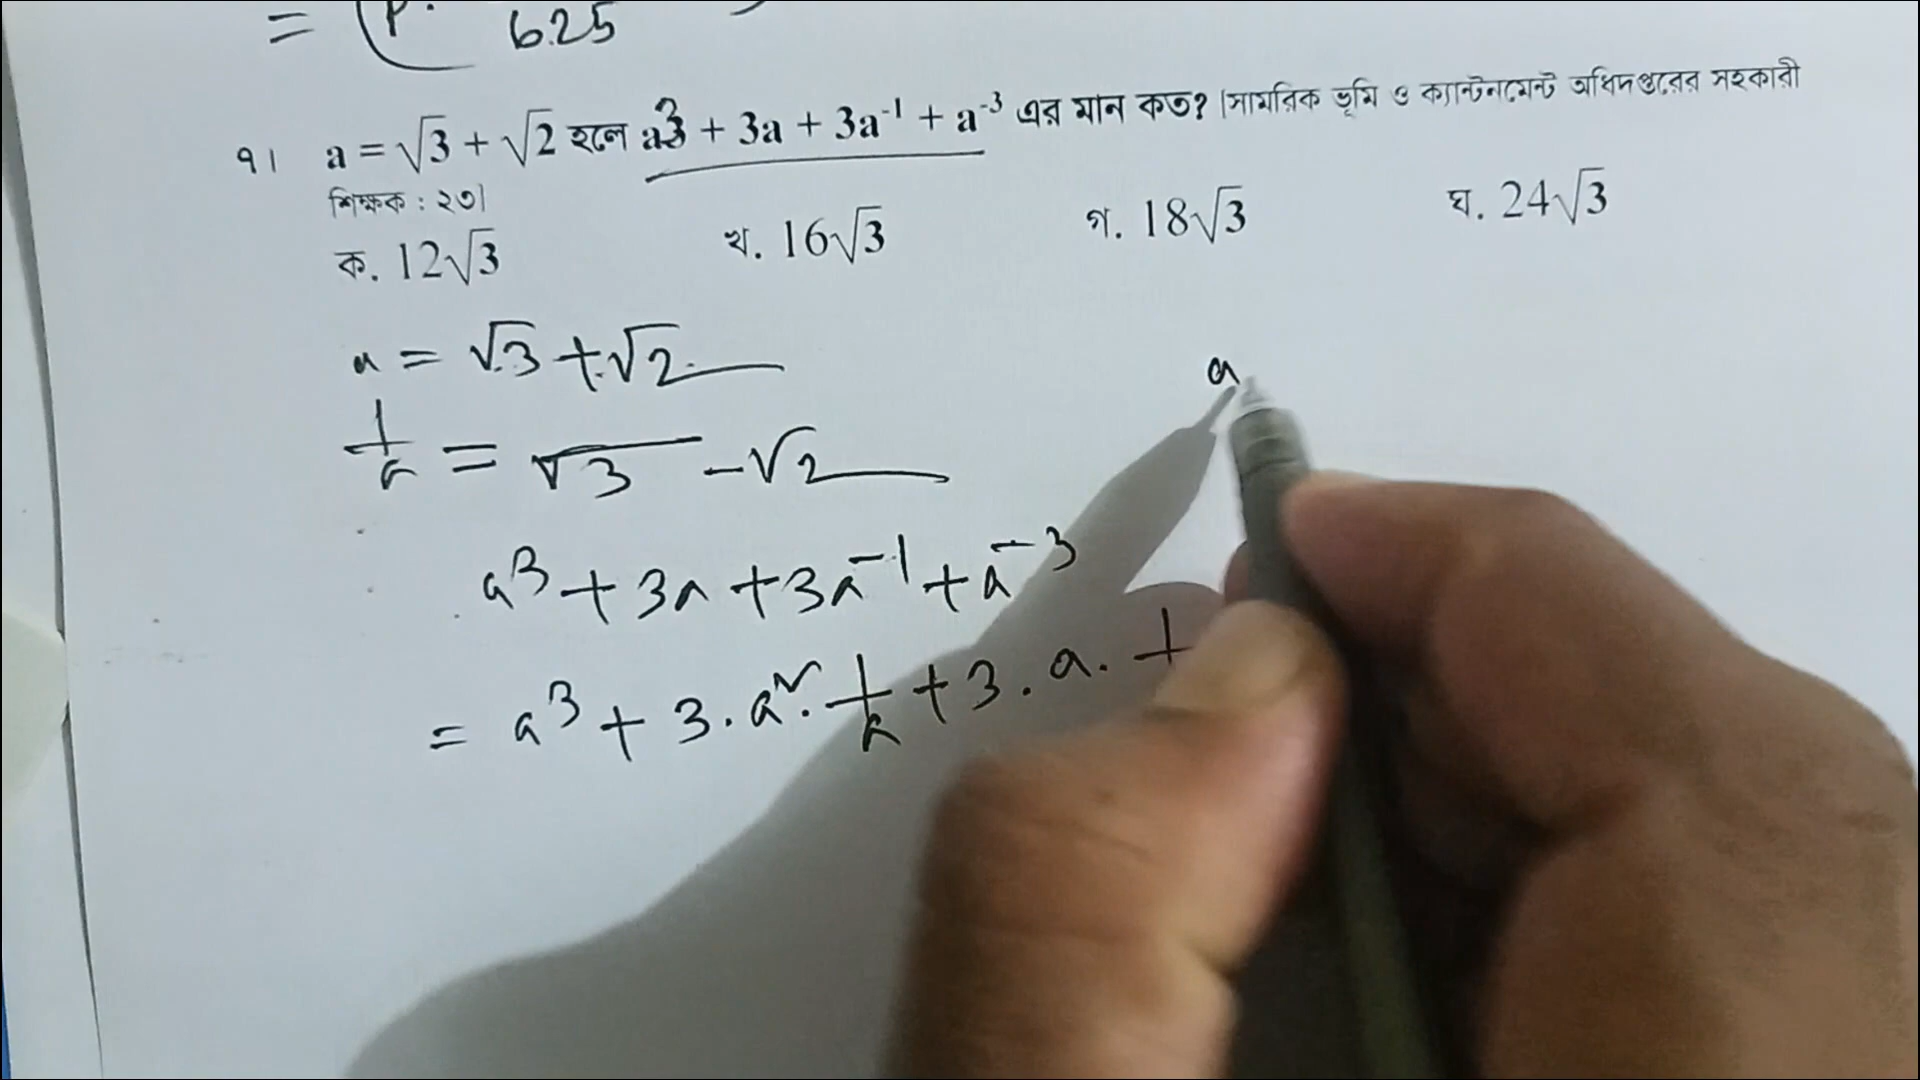 = (P. 625
৭। a = √3 + √2 হলে a³ + 3a + 3a⁻¹ + a⁻³ এর মান কত? [সামরিক ভূমি ও ক্যান্টনমেন্ট অধিদপ্তরের সহকারী
শিক্ষক : ২৩]
ক. 12√3 খ. 16√3 গ. 18√3 ঘ. 24√3
a = √3 + √2
1/a = √3 - √2
a
a³ + 3a + 3a⁻¹ + a⁻³
= a³ + 3.a². 1/a + 3. a. 1